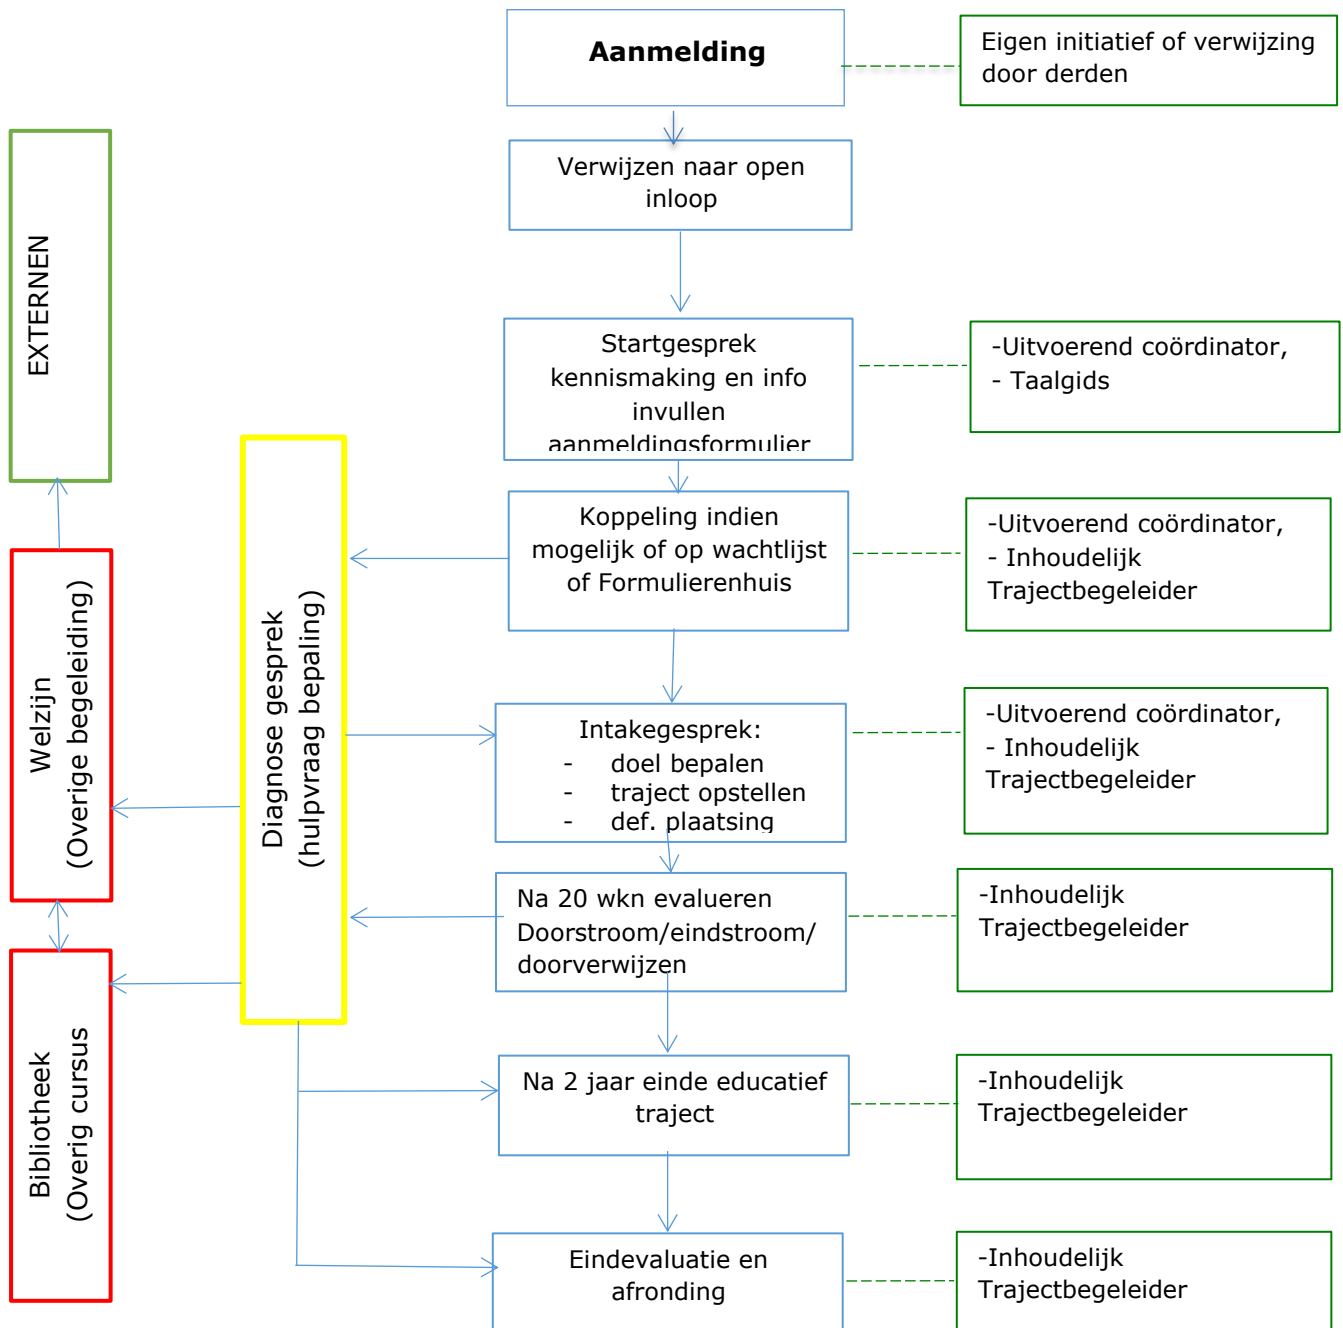 Aanmelding
Eigen initiatief of verwijzing
door derden
Verwijzen naar open
inloop
EXTERNEN
Startgesprek
kennismaking en info
invullen
aanmeldingsformulier
-Uitvoerend coördinator,
- Taalgids
Koppeling indien
mogelijk of op wachtlijst
of Formulierenhuis
-Uitvoerend coördinator,
- Inhoudelijk
Trajectbegeleider
Diagnose gesprek
(hulpvraag bepaling)
Welzijn
(Overige begeleiding)
Intakegesprek:
- doel bepalen
- traject opstellen
- def. plaatsing
-Uitvoerend coördinator,
- Inhoudelijk
Trajectbegeleider
Na 20 wkn evalueren
Doorstroom/eindstroom/
doorverwijzen
-Inhoudelijk
Trajectbegeleider
Bibliotheek
(Overig cursus
Na 2 jaar einde educatief
traject
-Inhoudelijk
Trajectbegeleider
Eindevaluatie en
afronding
-Inhoudelijk
Trajectbegeleider